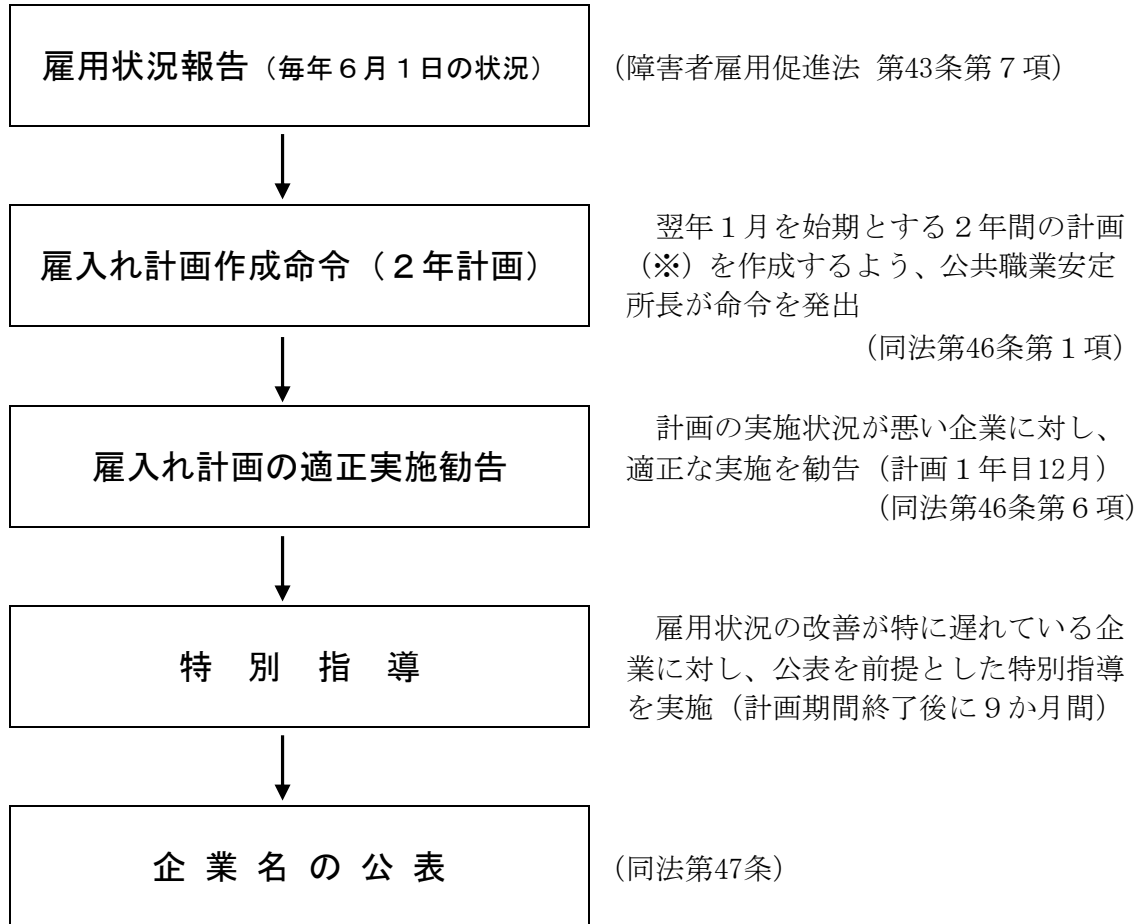 雇用状況報告（毎年６月１日の状況）
（障害者雇用促進法 第43条第７項）
雇入れ計画作成命令（２年計画）
翌年１月を始期とする２年間の計画
（※）を作成するよう、公共職業安定
所長が命令を発出
（同法第46条第１項）
雇入れ計画の適正実施勧告
計画の実施状況が悪い企業に対し、
適正な実施を勧告（計画１年目12月）
（同法第46条第６項）
特 別 指 導
雇用状況の改善が特に遅れている企
業に対し、公表を前提とした特別指導
を実施（計画期間終了後に９か月間）
企 業 名 の 公 表
（同法第47条）